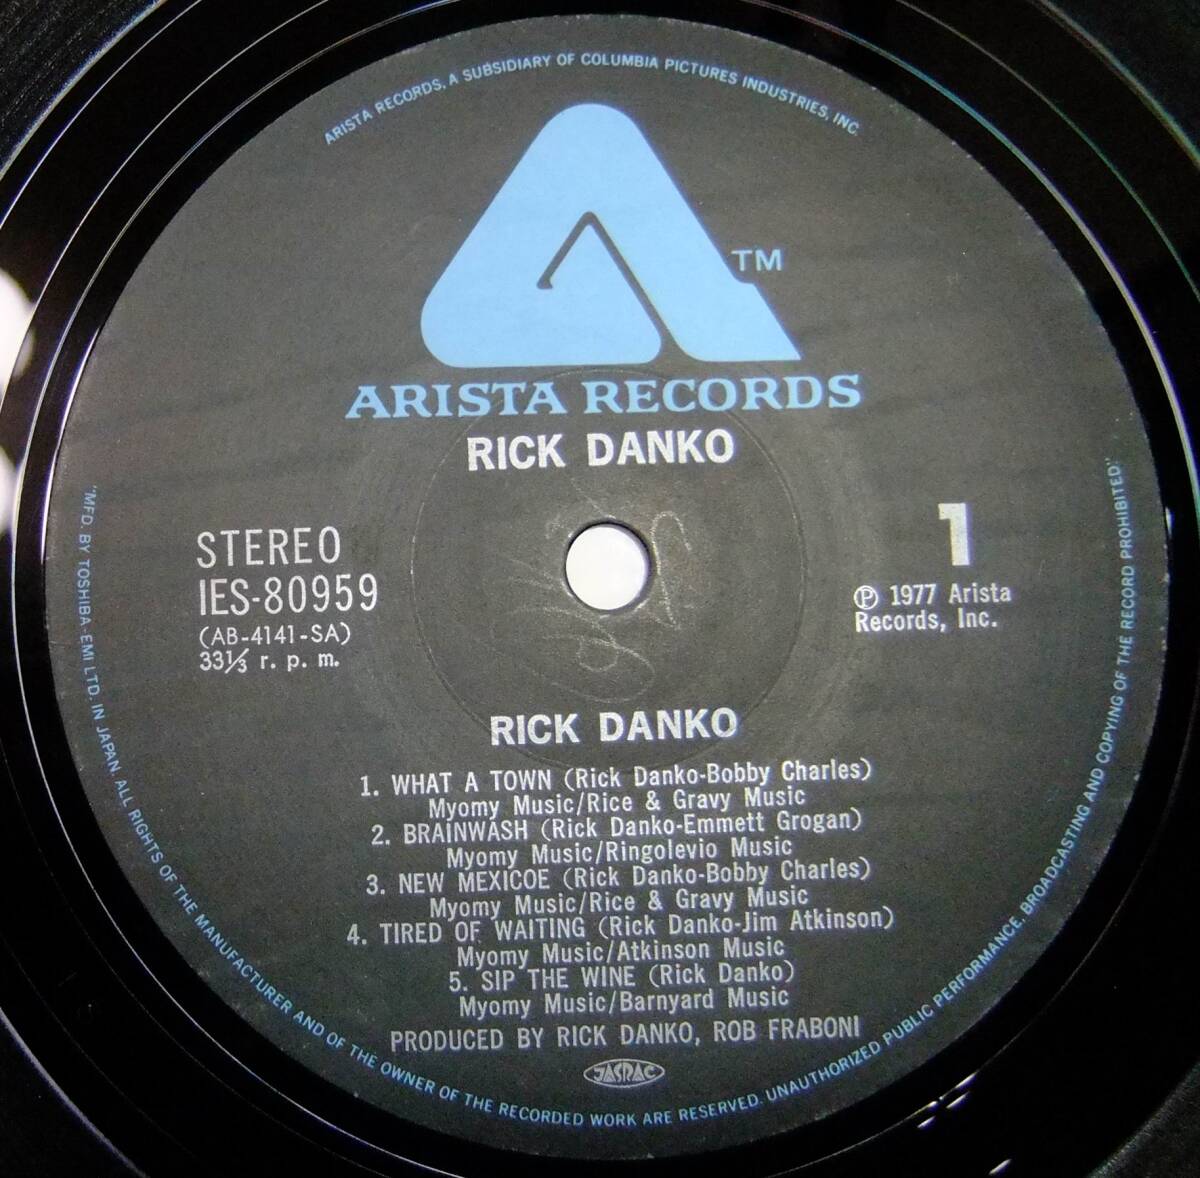 ARISTA RECORDS, A SUBSIDIARY OF COLUMBIA PICTURES INDUSTRIES, INC.
TM
ARISTA RECORDS
RICK DANKO
STEREO
IES-80959
(AB-4141-SA)
33⅓ r. p. m.
1
Ⓟ 1977 Arista
Records, Inc.
RICK DANKO
1. WHAT A TOWN (Rick Danko-Bobby Charles)
Myomy Music/Rice & Gravy Music
2. BRAINWASH (Rick Danko-Emmett Grogan)
Myomy Music/Ringolevio Music
3. NEW MEXICOE (Rick Danko-Bobby Charles)
Myomy Music/Rice & Gravy Music
4. TIRED OF WAITING (Rick Danko-Jim Atkinson)
Myomy Music/Atkinson Music
5. SIP THE WINE (Rick Danko)
Myomy Music/Barnyard Music
PRODUCED BY RICK DANKO, ROB FRABONI
JASRAC
"MFD. BY TOSHIBA-EMI LTD. IN JAPAN. ALL RIGHTS OF THE MANUFACTURER AND OF THE OWNER OF THE RECORDED WORK ARE RESERVED. UNAUTHORIZED PUBLIC PERFORMANCE, BROADCASTING AND COPYING OF THE RECORD PROHIBITED"